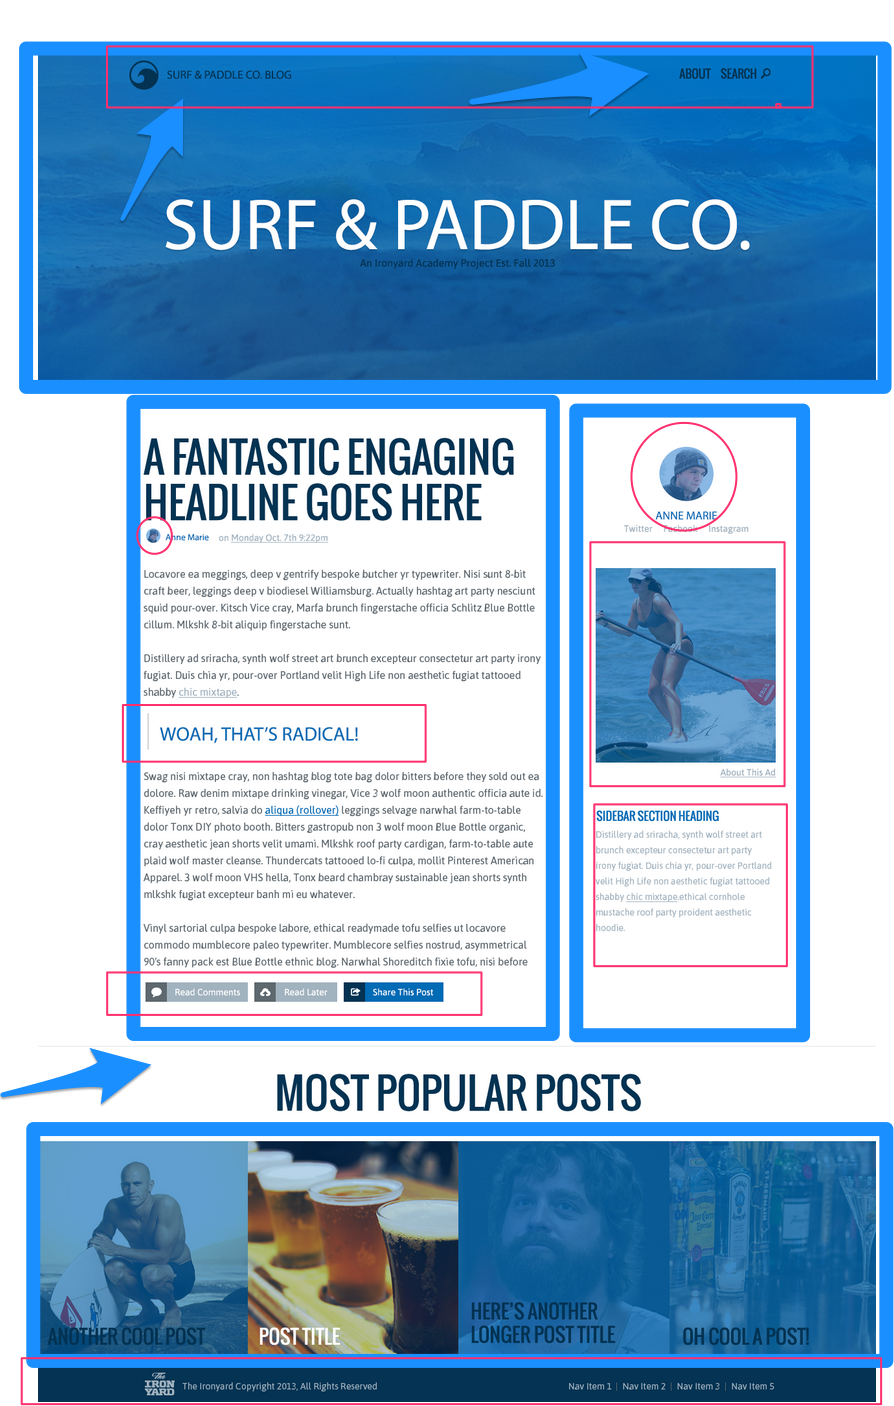 SURF & PADDLE CO. BLOG
ABOUT SEARCH
SURF & PADDLE CO.
An Ironyard Academy Project Est. Fall 2013
A FANTASTIC ENGAGING
HEADLINE GOES HERE
Anne Marie on Monday Oct. 7th 9:22pm
Locavore ea meggings, deep v gentrify bespoke butcher yr typewriter. Nisi sunt 8-bit
craft beer, leggings deep v biodiesel Williamsburg. Actually hashtag art party nesciunt
squid pour-over. Kitsch Vice cray, Marfa brunch fingerstache officia Schlitz Blue Bottle
cillum. Mlkshk 8-bit aliquip fingerstache sunt.
Distillery ad sriracha, synth wolf street art brunch excepteur consectetur art party irony
fugiat. Duis chia yr, pour-over Portland velit High Life non aesthetic fugiat tattooed
shabby chic mixtape.
WOAH, THAT'S RADICAL!
Swag nisi mixtape cray, non hashtag blog tote bag dolor bitters before they sold out ea
dolore. Raw denim mixtape drinking vinegar, Vice 3 wolf moon authentic officia aute id.
Keffiyeh yr retro, salvia do aliqua (rollover) leggings selvage narwhal farm-to-table
dolor Tonx DIY photo booth. Bitters gastropub non 3 wolf moon Blue Bottle organic,
cray aesthetic jean shorts velit umami. Mlkshk roof party cardigan, farm-to-table aute
plaid wolf master cleanse. Thundercats tattooed lo-fi culpa, mollit Pinterest American
Apparel. 3 wolf moon VHS hella, Tonx beard chambray sustainable jean shorts synth
mlkshk fugiat excepteur banh mi eu whatever.
Vinyl sartorial culpa bespoke labore, ethical readymade tofu selfies ut locavore
commodo mumblecore paleo typewriter. Mumblecore selfies nostrud, asymmetrical
90's fanny pack est Blue Bottle ethnic blog. Narwhal Shoreditch fixie tofu, nisi before
Read Comments Read Later Share This Post
ANNE MARIE
Twitter Instagram
About This Ad
SIDEBAR SECTION HEADING
Distillery ad sriracha, synth wolf street art
brunch excepteur consectetur art party
irony fugiat. Duis chia yr, pour-over Portland
velit High Life non aesthetic fugiat tattooed
shabby chic mixtape.ethical cornhole
mustache roof party proident aesthetic
hoodie.
MOST POPULAR POSTS
ANOTHER COOL POST
POST TITLE
HERE'S ANOTHER
LONGER POST TITLE
OH COOL A POST!
The
IRON
YARD
The Ironyard Copyright 2013, All Rights Reserved
Nav Item 1 | Nav Item 2 | Nav Item 3 | Nav Item 5